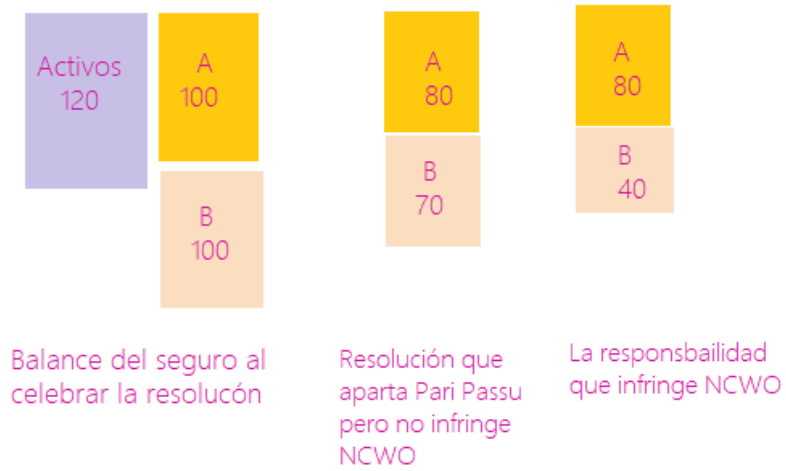 Activos
120
A
100
B
100
A
80
B
70
A
80
B
40
Balance del seguro al
celebrar la resolucón
Resolución que
aparta Pari Passu
pero no infringe
NCWO
La responsbailidad
que infringe NCWO